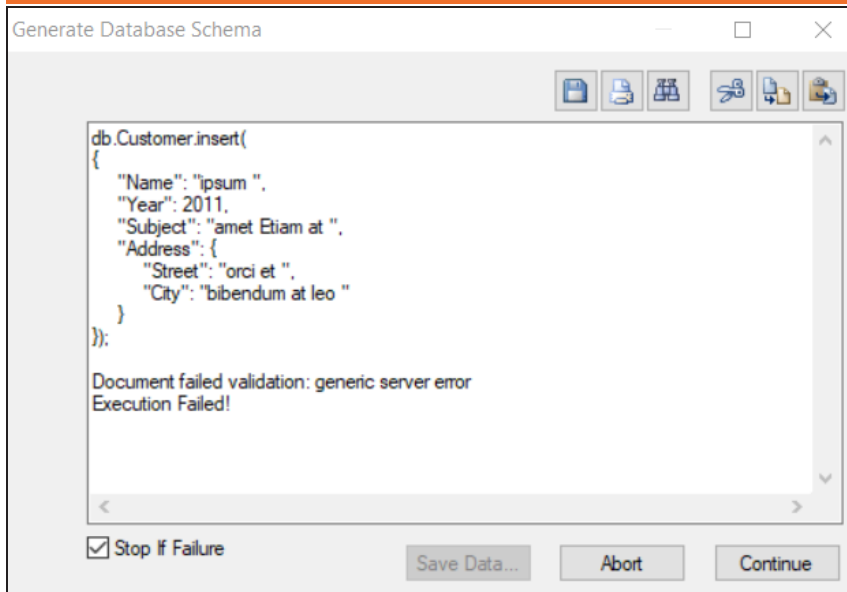 Generate Database Schema
db.Customer.insert(
{
"Name": "ipsum ",
"Year": 2011,
"Subject": "amet Etiam at ",
"Address": {
"Street": "orci et ",
"City": "bibendum at leo "
}
});
Document failed validation: generic server error
Execution Failed!
Stop If Failure
Save Data...
Abort
Continue